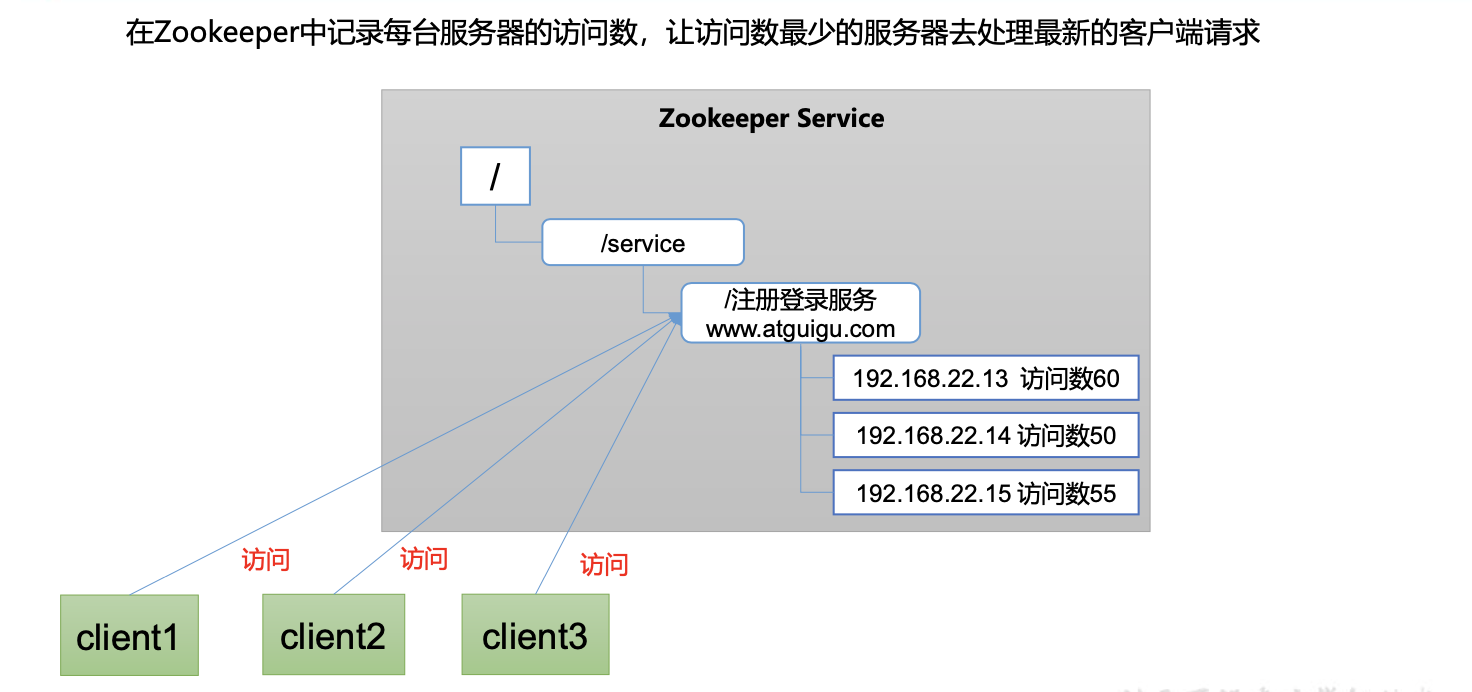 在Zookeeper中记录每台服务器的访问数，让访问数最少的服务器去处理最新的客户端请求
Zookeeper Service
/
/service
/注册登录服务
www.atguigu.com
192.168.22.13 访问数60
192.168.22.14 访问数50
192.168.22.15 访问数55
访问
访问
访问
client1
client2
client3